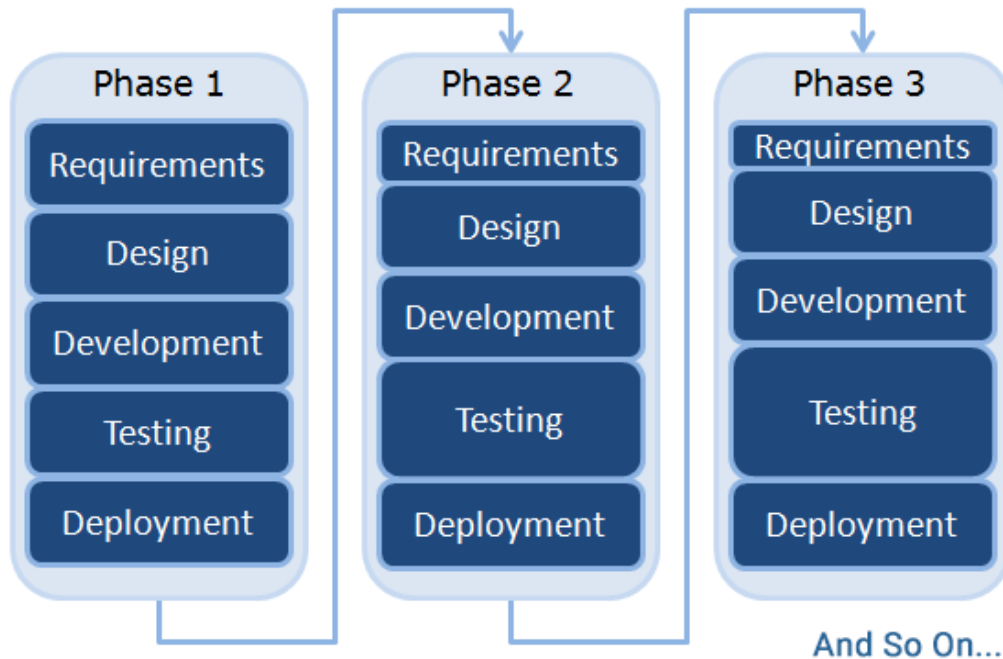 Phase 1
Requirements
Design
Development
Testing
Deployment
Phase 2
Requirements
Design
Development
Testing
Deployment
Phase 3
Requirements
Design
Development
Testing
Deployment
And So On...